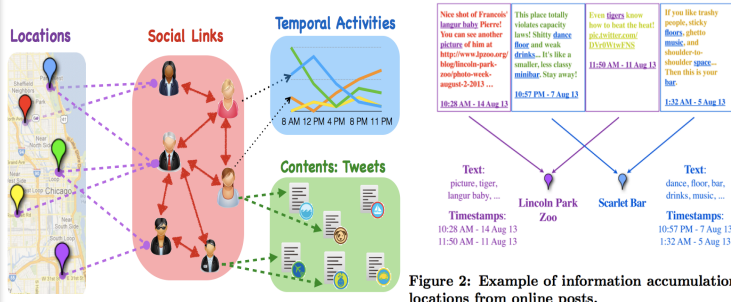 Locations
Social Links
Temporal Activities
8 AM 12 PM 4 PM 8 PM 11 PM
Contents: Tweets
Chicago
Nice shot of Francois'
langur baby Pierre!
You can see another
picture of him at
http://www.lpzoo.org/
blog/lincoln-park-
zoo/photo-week-
august-2-2013 ...
10:28 AM - 14 Aug 13
This place totally
violates capacity
laws! Shitty dance
floor and weak
drinks... It's like a
smaller, less classy
minibar. Stay away!
10:57 PM - 7 Aug 13
Even tigers know
how to beat the heat!
pic.twitter.com/
11:50 AM - 11 Aug 13
If you like trashy
people, sticky
floors, ghetto
music, and
shoulder-to-
shoulder space...
Then this is your
bar.
1:32 AM - 5 Aug 13
Text:
picture, tiger,
langur baby, ...
Timestamps:
10:28 AM - 14 Aug 13
11:50 AM - 11 Aug 13
Lincoln Park
Zoo
Scarlet Bar
Text:
dance, floor, bar,
drinks, music, ...
Timestamps:
10:57 PM - 7 Aug 13
1:32 AM - 5 Aug 13
Figure 2: Example of information accumulation
locations from online posts.